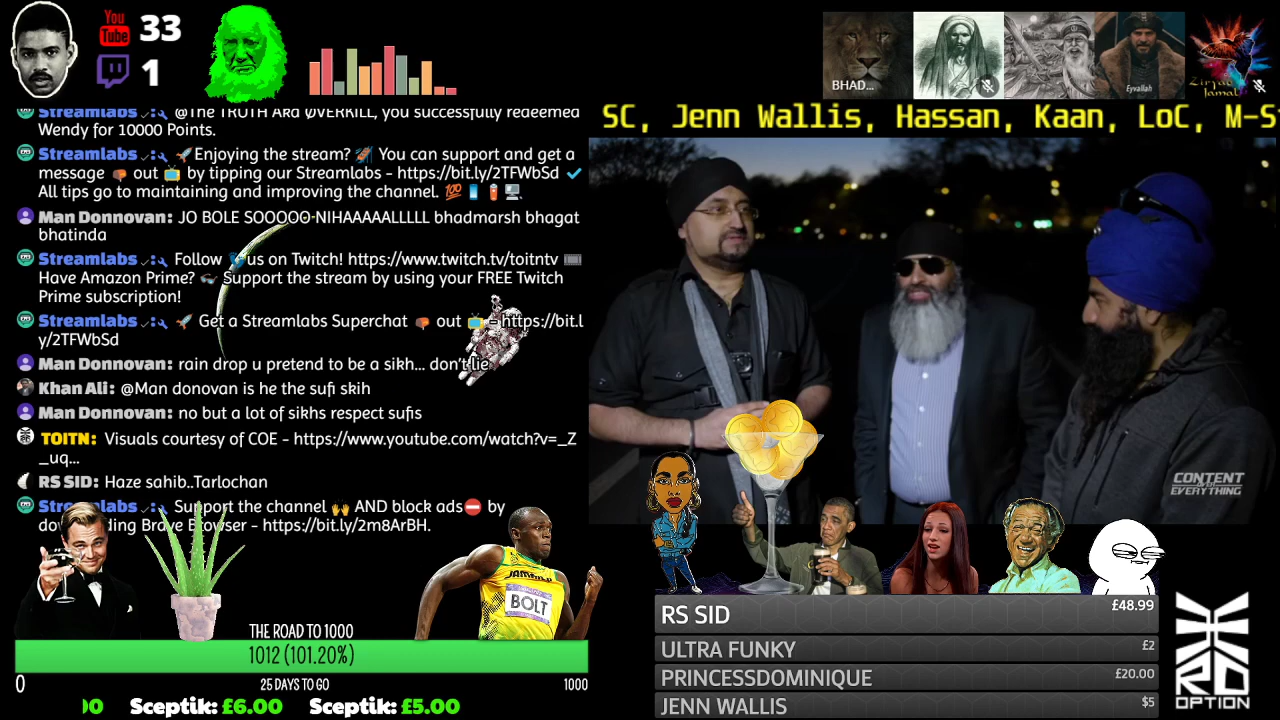 You
Tube
33
1
BHAD...
Eyvallah
Ziryab
Jamal
SC, Jenn Wallis, Hassan, Kaan, LoC, M-S
Streamlabs @The TRUTH Aka OVERKILL, you successfully redeemed
Wendy for 10000 Points.
Streamlabs 🚀Enjoying the stream? 🚀 You can support and get a
message out 📺 by tipping our Streamlabs - https://bit.ly/2TFWbSd ✔
All tips go to maintaining and improving the channel. 💯
Man Donnovan: JO BOLE SOOOOO-NIHAAAAALLLLL bhadmarsh bhagat
bhatinda
Streamlabs Follow us on Twitch! https://www.twitch.tv/toitntv
Have Amazon Prime? Support the stream by using your FREE Twitch
Prime subscription!
Streamlabs 🚀 Get a Streamlabs Superchat out 📺 - https://bit.l
y/2TFWbSd
Man Donnovan: rain drop u pretend to be a sikh... don't lie
Khan Ali: @Man donovan is he the sufi skih
Man Donnovan: no but a lot of sikhs respect sufis
TOITN: Visuals courtesy of COE - https://www.youtube.com/watch?v=_Z
_uq...
RS SID: Haze sahib..Tarlochan
Streamlabs Support the channel 🙌 AND block ads⛔ by
Browser - https://bit.ly/2m8ArBH.
CONTENT
OVER
EVERYTHING
JAMAICA
BOLT
THE ROAD TO 1000
1012 (101.20%)
0
25 DAYS TO GO
1000
Sceptik: £6.00 Sceptik: £5.00
RS SID £48.99
ULTRA FUNKY £2
PRINCESSDOMINIQUE £20.00
JENN WALLIS $5
OPTION